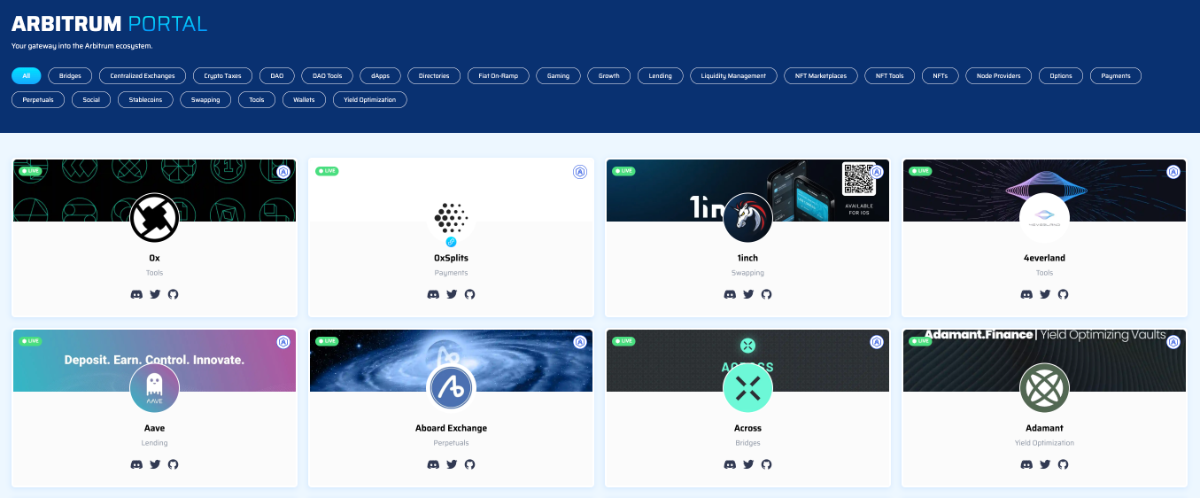 ARBITRUM PORTAL
Your gateway into the Arbitrum ecosystem.
All Bridges Centralized Exchanges Crypto Taxes DAO DAO Tools dApps Directories Fiat On-Ramp Gaming Growth Lending Liquidity Management NFT Marketplaces NFT Tools NFTs Node Providers Options Payments
Perpetuals Social Stablecoins Swapping Tools Wallets Yield Optimization
LIVE
0x
Tools
LIVE
0xSplits
Payments
LIVE
1in
AVAILABLE
FOR IOS
1inch
Swapping
LIVE
4everland
Tools
LIVE
Deposit. Earn. Control. Innovate.
AAVE
Aave
Lending
LIVE
Aboard Exchange
Perpetuals
LIVE
Across
Bridges
Adamant.Finance | Yield Optimizing Vaults
LIVE
Adamant
Yield Optimization